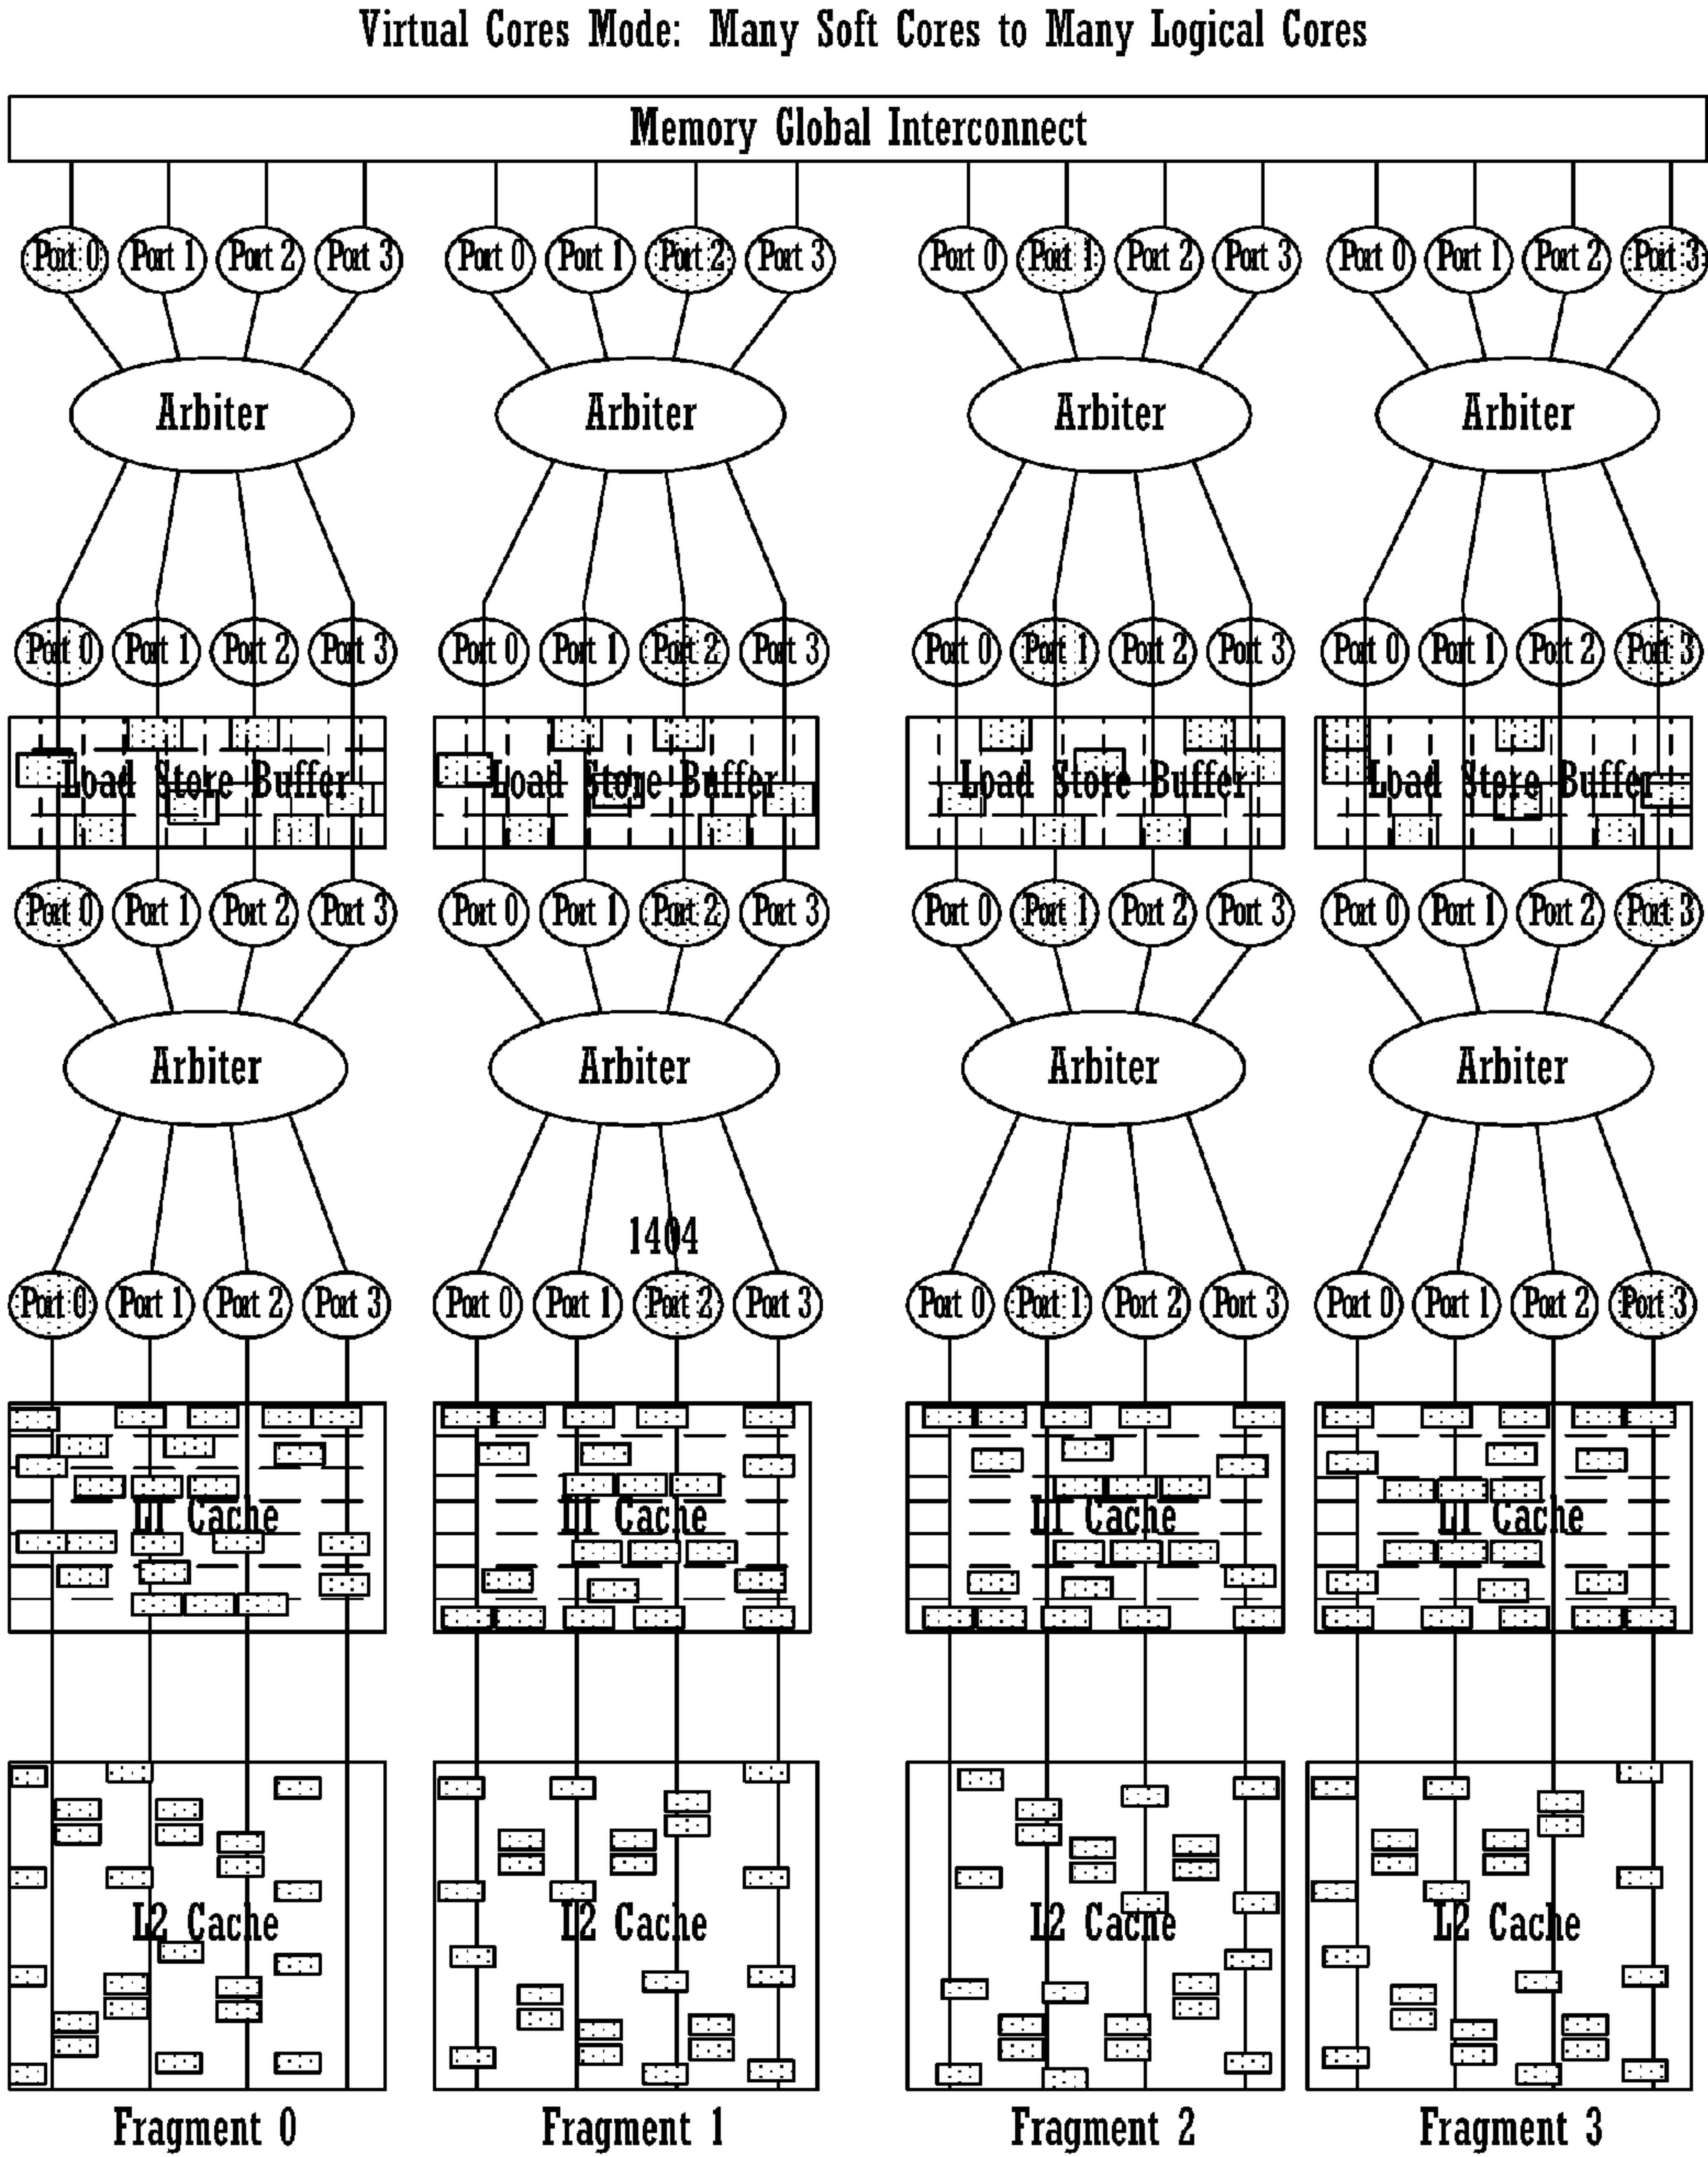 Virtual Cores Mode: Many Soft Cores to Many Logical Cores
Memory Global Interconnect
Port 0 Port 1 Port 2 Port 3 Port 0 Port 1 Port 2 Port 3 Port 0 Port 1 Port 2 Port 3 Port 0 Port 1 Port 2 Port 3
Arbiter Arbiter Arbiter Arbiter
Port 0 Port 1 Port 2 Port 3 Port 0 Port 1 Port 2 Port 3 Port 0 Port 1 Port 2 Port 3 Port 0 Port 1 Port 2 Port 3
Load Store Buffer Load Store Buffer Load Store Buffer Load Store Buffer
Port 0 Port 1 Port 2 Port 3 Port 0 Port 1 Port 2 Port 3 Port 0 Port 1 Port 2 Port 3 Port 0 Port 1 Port 2 Port 3
Arbiter Arbiter Arbiter Arbiter
1404
Port 0 Port 1 Port 2 Port 3 Port 0 Port 1 Port 2 Port 3 Port 0 Port 1 Port 2 Port 3 Port 0 Port 1 Port 2 Port 3
L1 Cache L1 Cache L1 Cache L1 Cache
L2 Cache L2 Cache L2 Cache L2 Cache
Fragment 0 Fragment 1 Fragment 2 Fragment 3